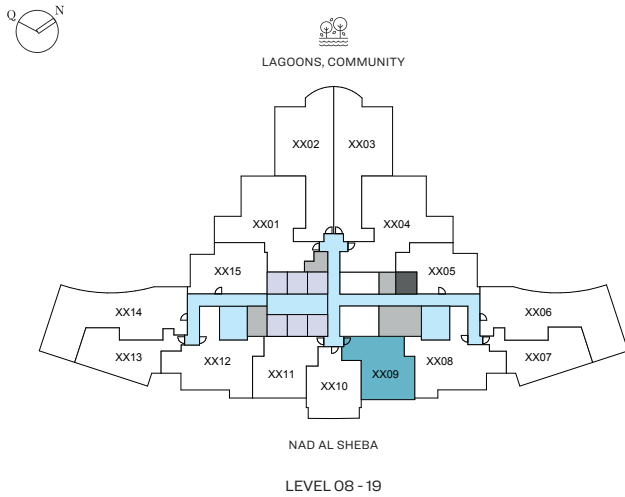 Q N
LAGOONS, COMMUNITY
XX02 XX03
XX01 XX04
XX15 XX05
XX14 XX06
XX13 XX12 XX11 XX10 XX09 XX08 XX07
NAD AL SHEBA
LEVEL 08 - 19